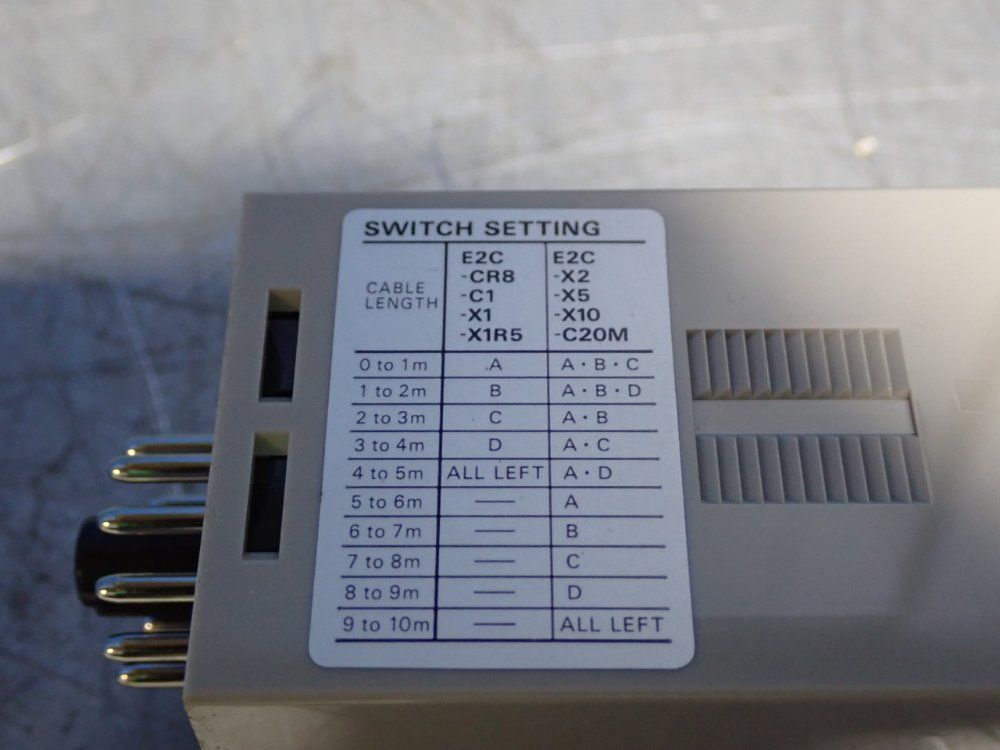 SWITCH SETTING
CABLE LENGTH E2C -CR8 -C1 -X1 -X1R5 E2C -X2 -X5 -X10 -C20M
0 to 1m A A・B・C
1 to 2m B A・B・D
2 to 3m C A・B
3 to 4m D A・C
4 to 5m ALL LEFT A・D
5 to 6m — A
6 to 7m — B
7 to 8m — C
8 to 9m — D
9 to 10m — ALL LEFT